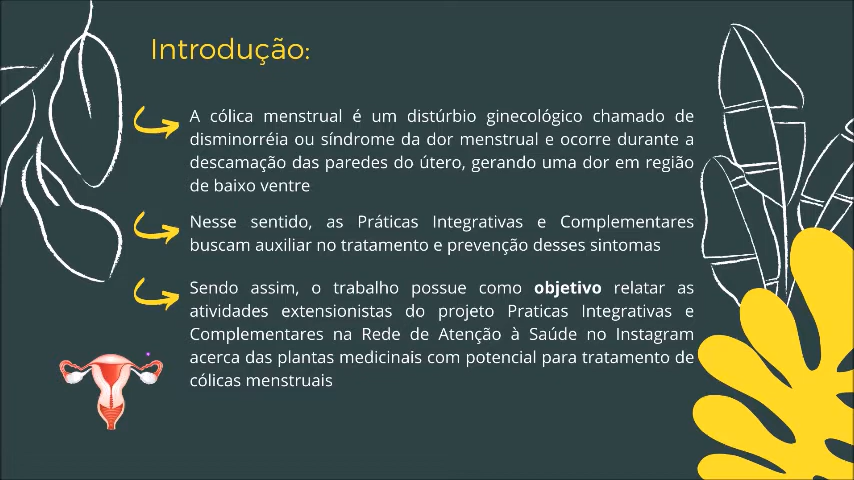 Introdução:
A cólica menstrual é um distúrbio ginecológico chamado de
disminorréia ou síndrome da dor menstrual e ocorre durante a
descamação das paredes do útero, gerando uma dor em região
de baixo ventre
Nesse sentido, as Práticas Integrativas e Complementares
buscam auxiliar no tratamento e prevenção desses sintomas
Sendo assim, o trabalho possue como objetivo relatar as
atividades extensionistas do projeto Praticas Integrativas e
Complementares na Rede de Atenção à Saúde no Instagram
acerca das plantas medicinais com potencial para tratamento de
cólicas menstruais